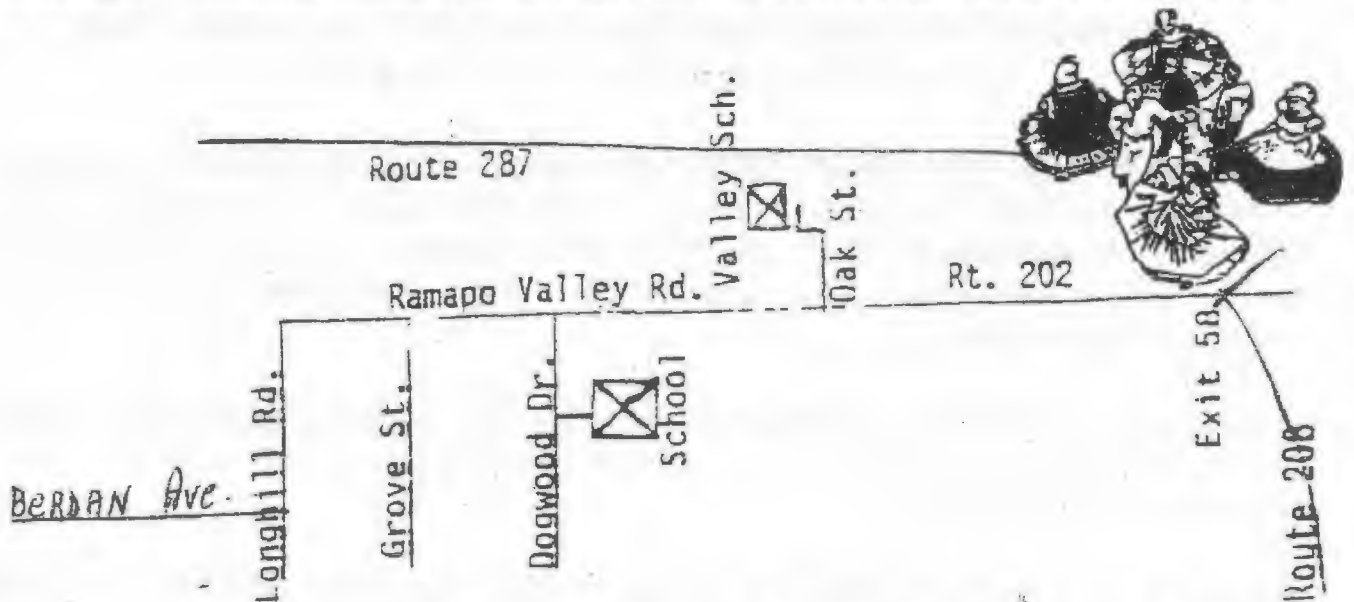 Route 287
Valley Sch.
Oak St.
Ramapo Valley Rd.
Rt. 202
Exit 58
Route 208
Longhill Rd.
Grove St.
Dogwood Dr.
School
BERDAN Ave.